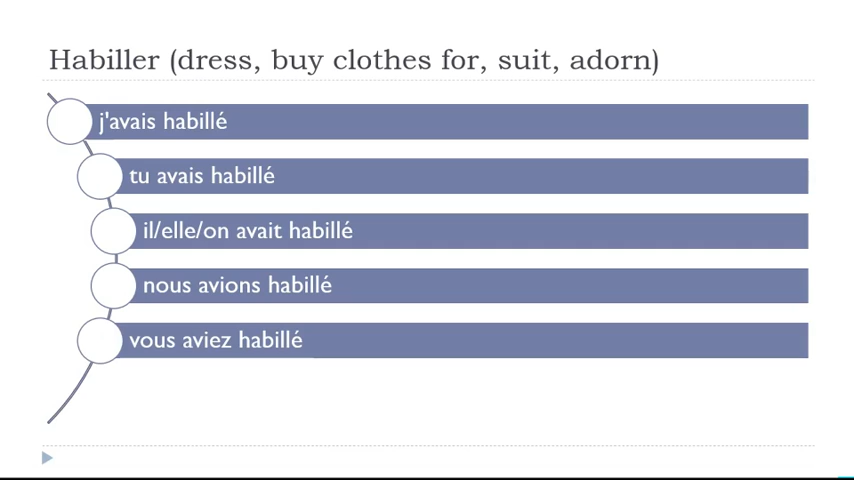 Habiller (dress, buy clothes for, suit, adorn)
j'avais habillé
tu avais habillé
il/elle/on avait habillé
nous avions habillé
vous aviez habillé